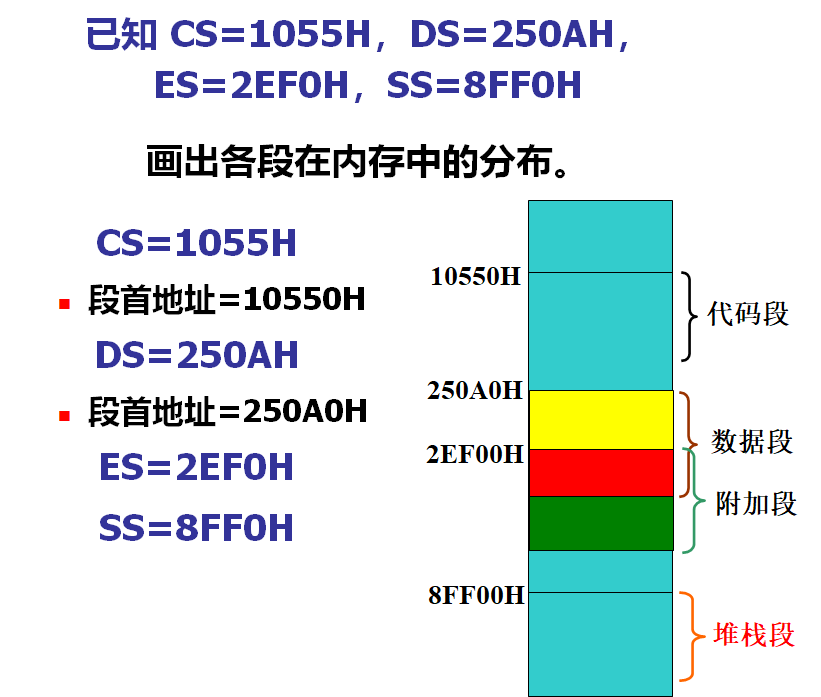 已知 CS=1055H，DS=250AH，
ES=2EF0H，SS=8FF0H
画出各段在内存中的分布。
CS=1055H
段首地址=10550H
DS=250AH
段首地址=250A0H
ES=2EF0H
SS=8FF0H
10550H
代码段
250A0H
数据段
2EF00H
附加段
8FF00H
堆栈段